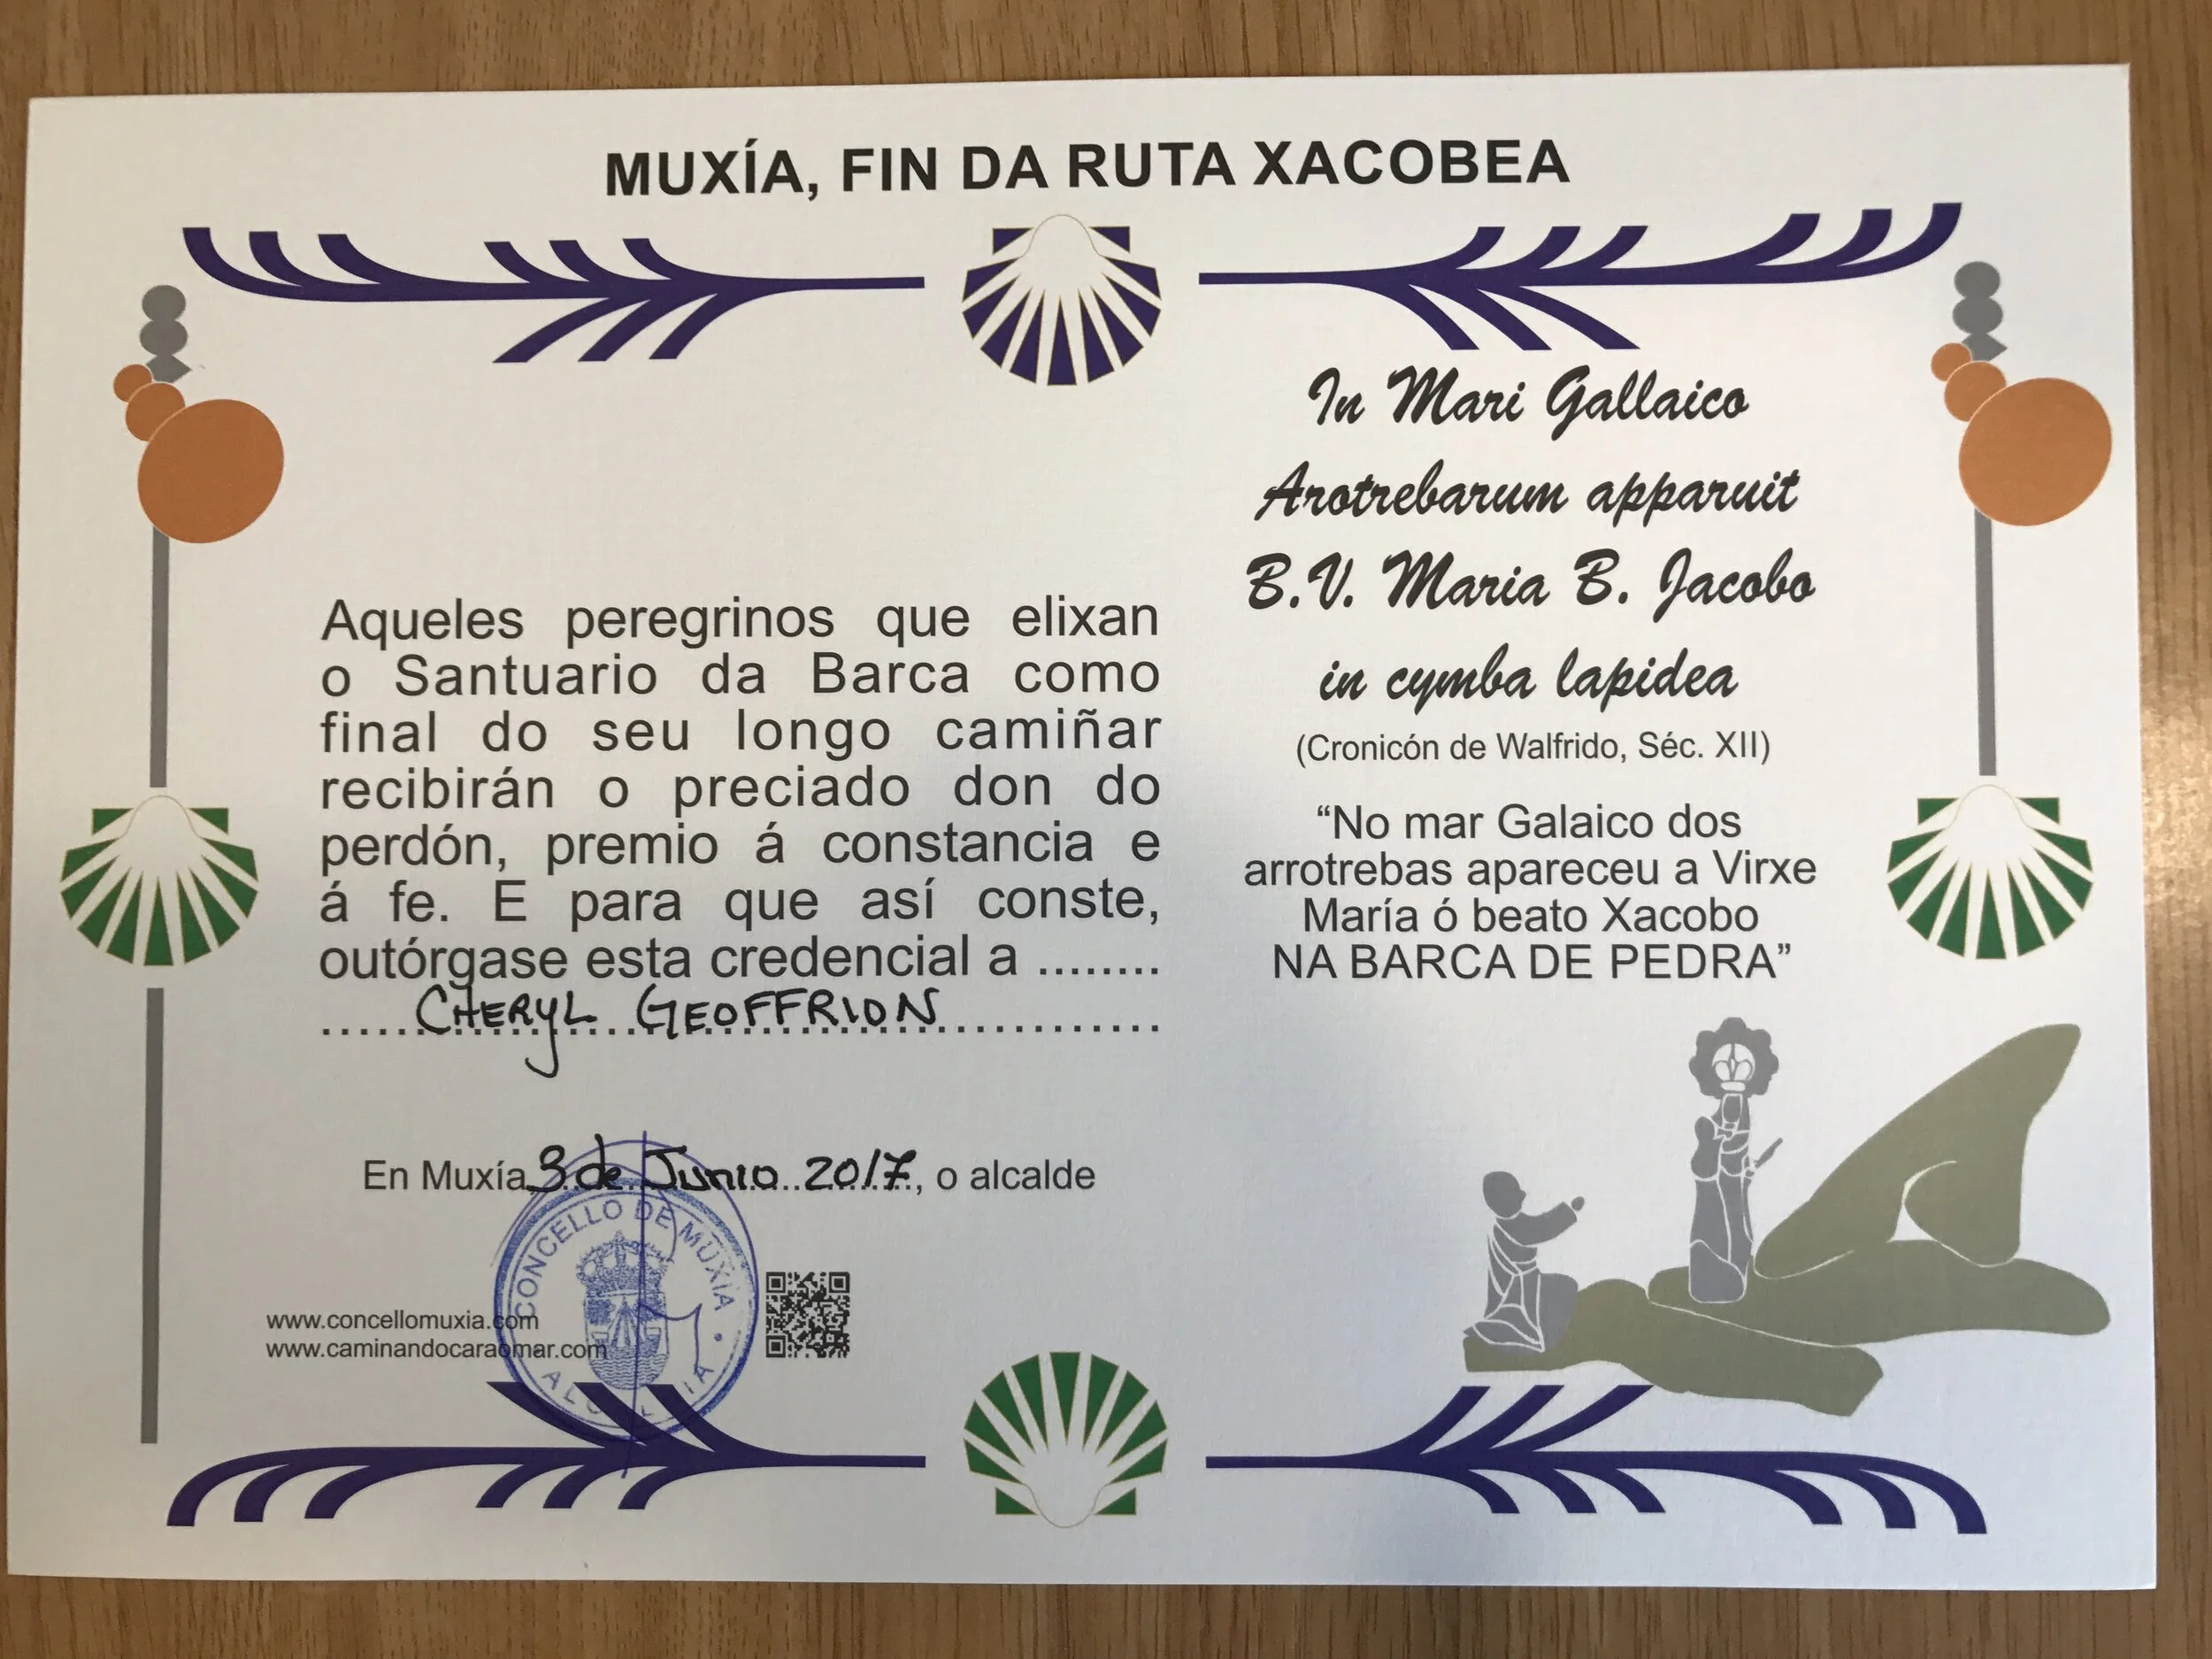 MUXÍA, FIN DA RUTA XACOBEA
Aqueles peregrinos que elixan
o Santuario da Barca como
final do seu longo camiñar
recibirán o preciado don do
perdón, premio á constancia e
á fe. E para que así conste,
outórgase esta credencial a ........
CHERYL GEOFFRION
En Muxía, 3 de Junio 2017, o alcalde
CONCELLO DE MUXIA
www.concellomuxia.com
www.caminandocaraomar.com
In Mari Gallaico
Arotrebarum apparuit
B.V. Maria B. Jacobo
in cymba lapidea
(Cronicón de Walfrido, Séc. XII)
“No mar Galaico dos
arrotrebas apareceu a Virxe
María ó beato Xacobo
NA BARCA DE PEDRA”